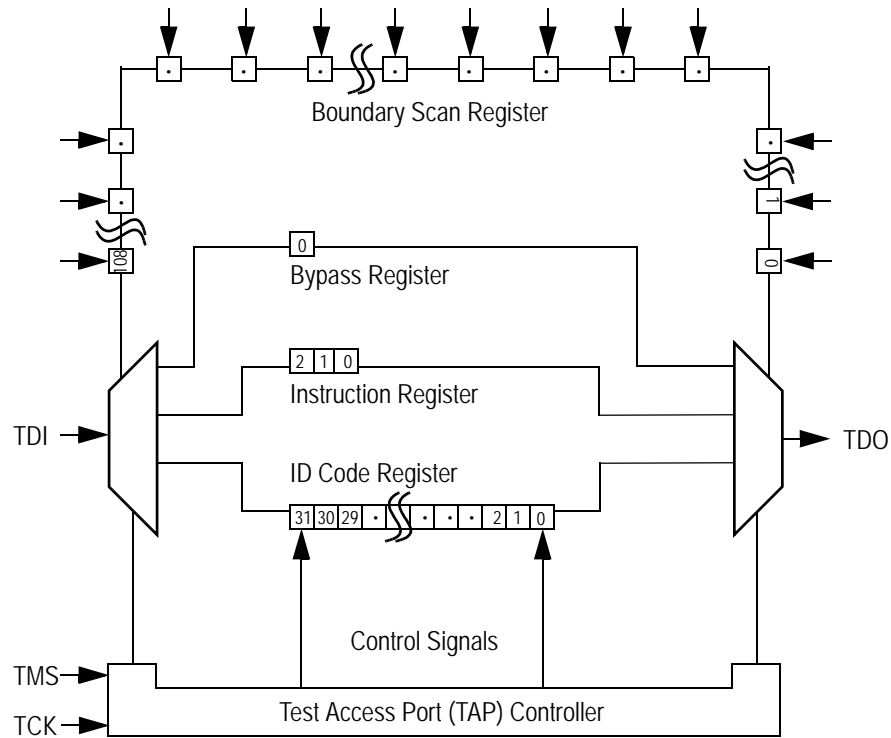 Boundary Scan Register
1
108
0
0
Bypass Register
2 1 0
Instruction Register
TDI
TDO
ID Code Register
31 30 29 · · · · 2 1 0
Control Signals
TMS
Test Access Port (TAP) Controller
TCK